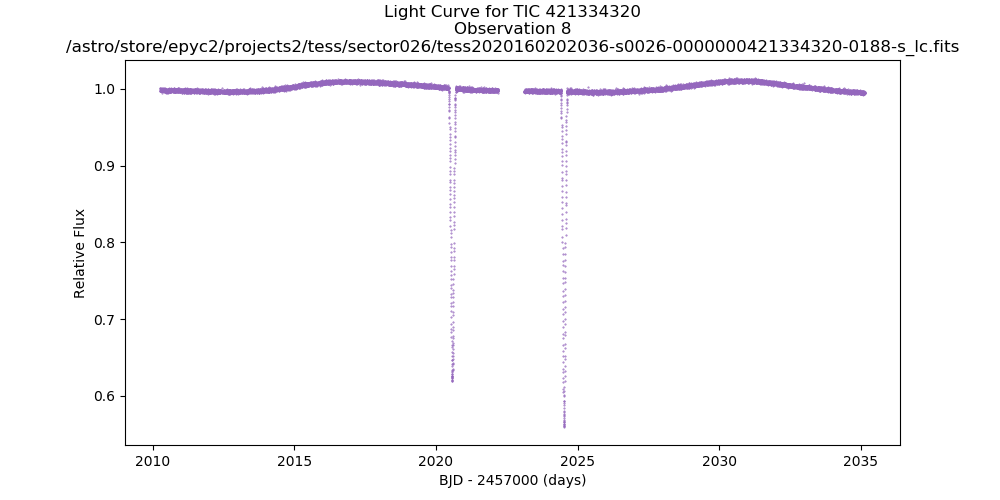 Light Curve for TIC 421334320
Observation 8
/astro/store/epyc2/projects2/tess/sector026/tess2020160202036-s0026-0000000421334320-0188-s_lc.fits
1.0
0.9
0.8
0.7
0.6
Relative Flux
2010 2015 2020 2025 2030 2035
BJD - 2457000 (days)